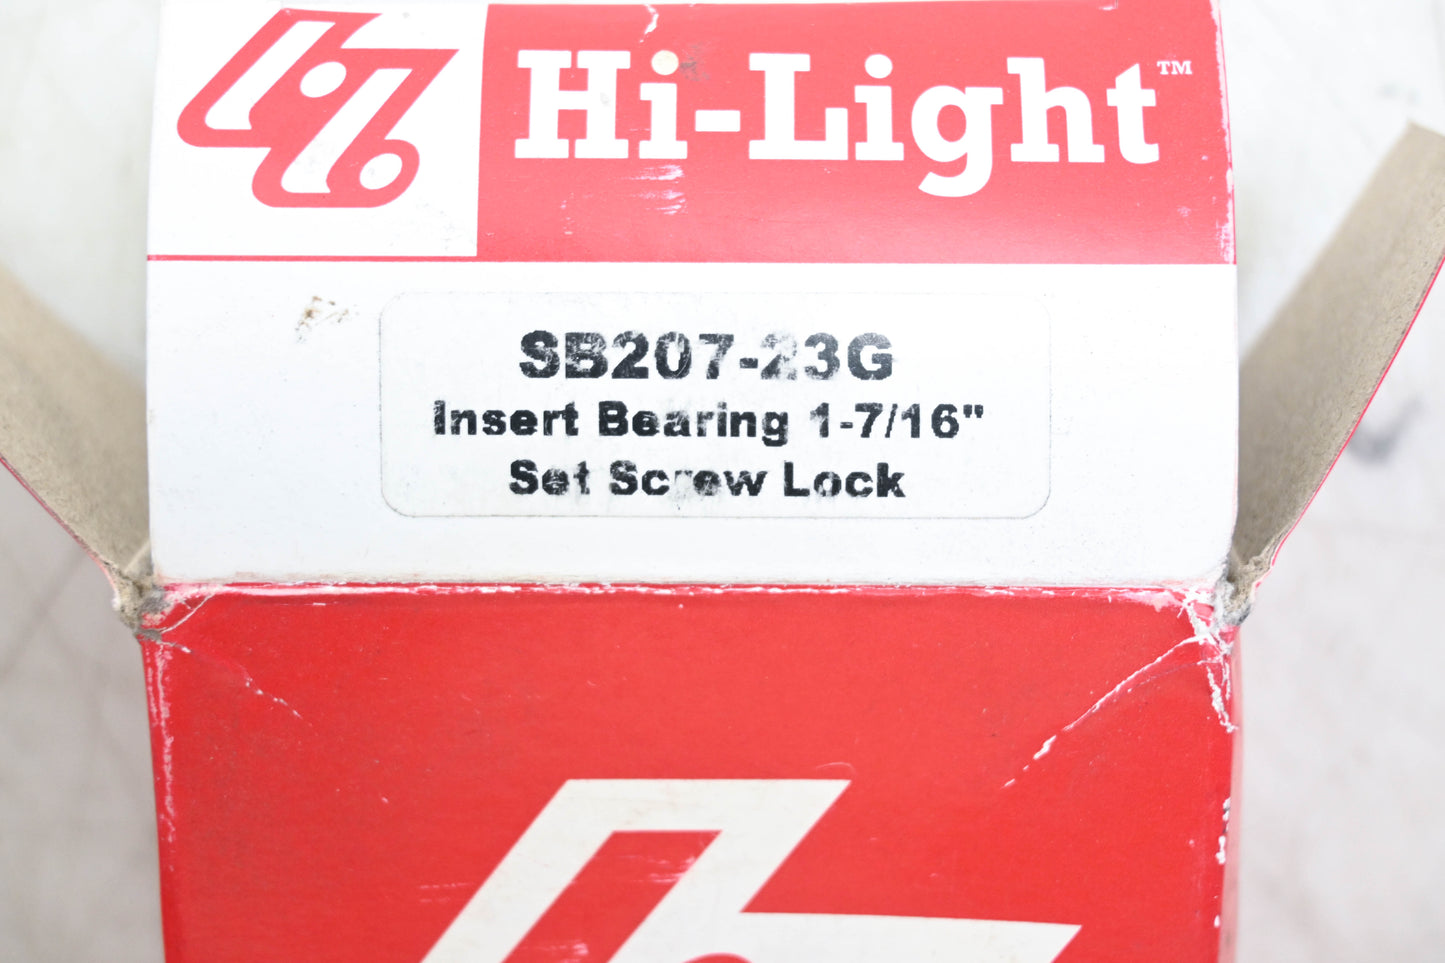 Hi-Light™
SB207-23G
Insert Bearing 1-7/16"
Set Screw Lock